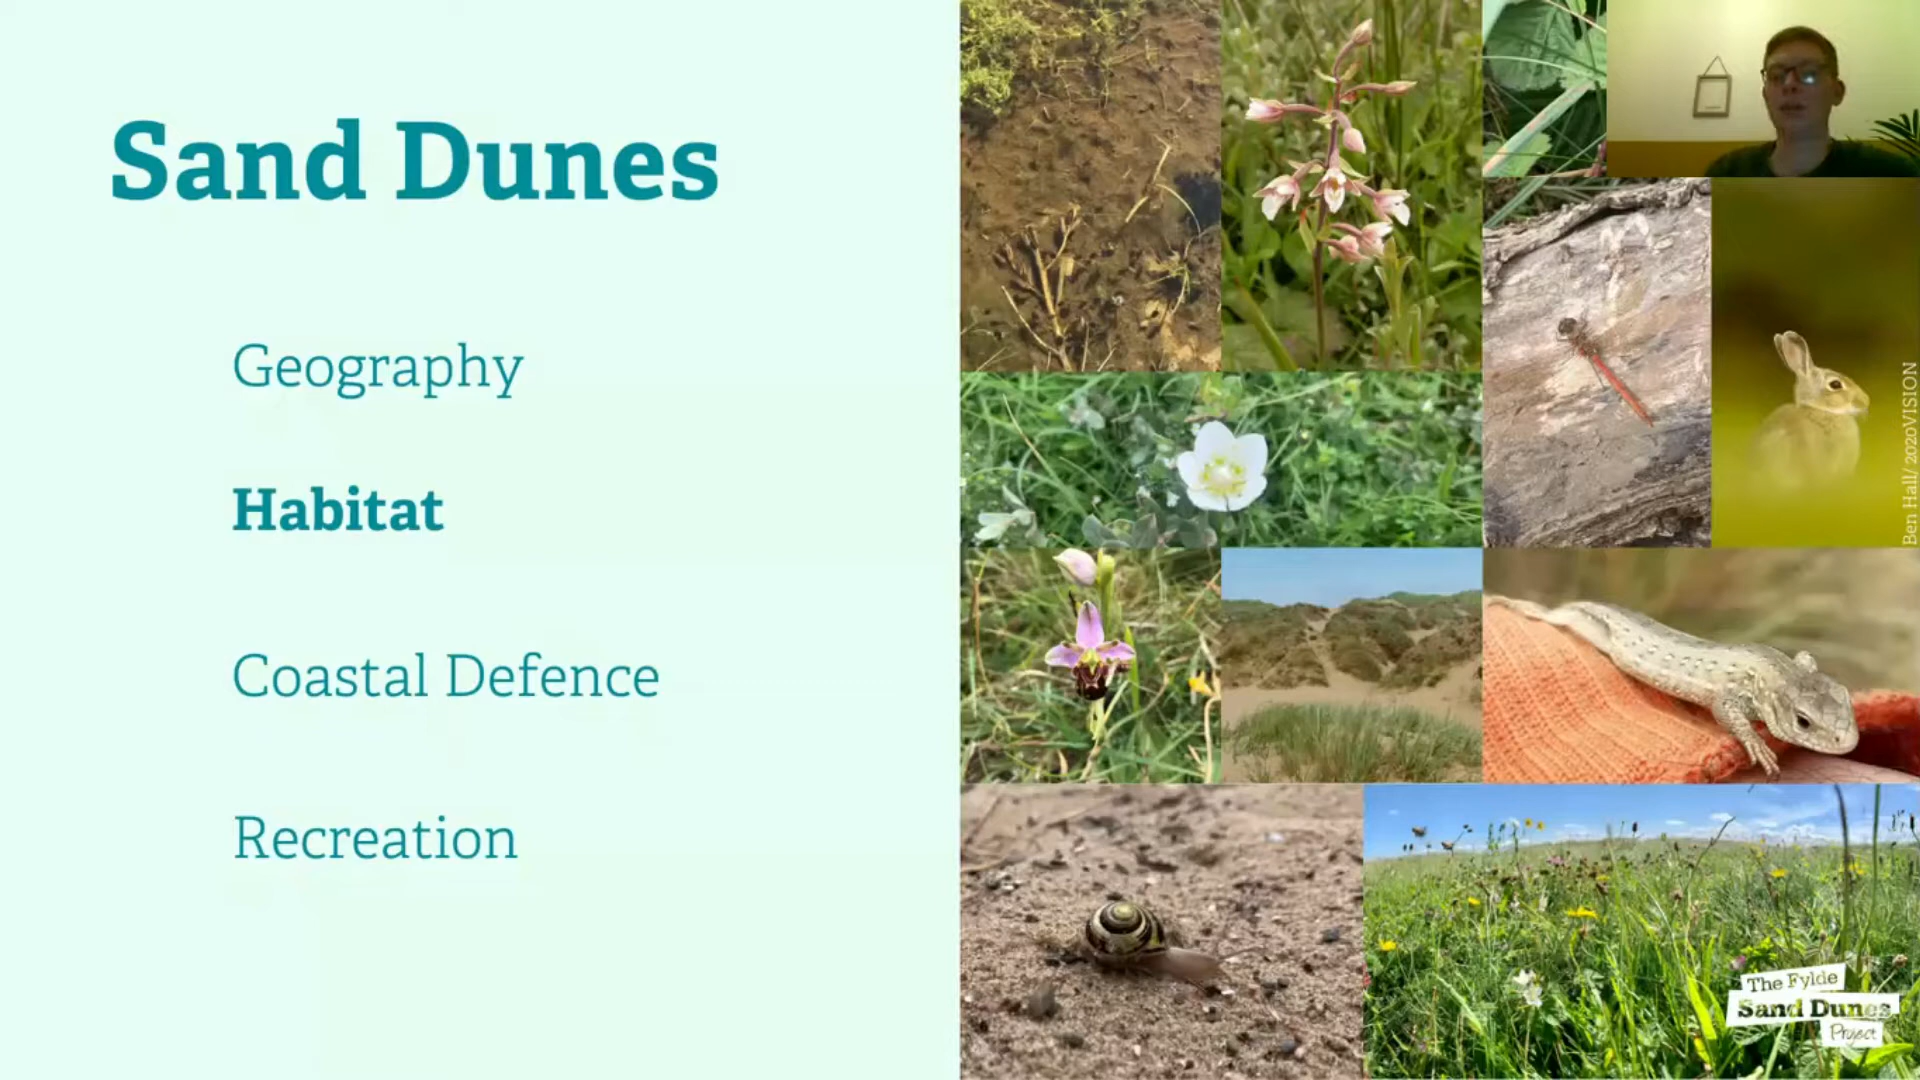 Sand Dunes
Geography
Habitat
Coastal Defence
Recreation
Ben Hall/ 2020VISION
The Fylde
Sand Dunes
Project